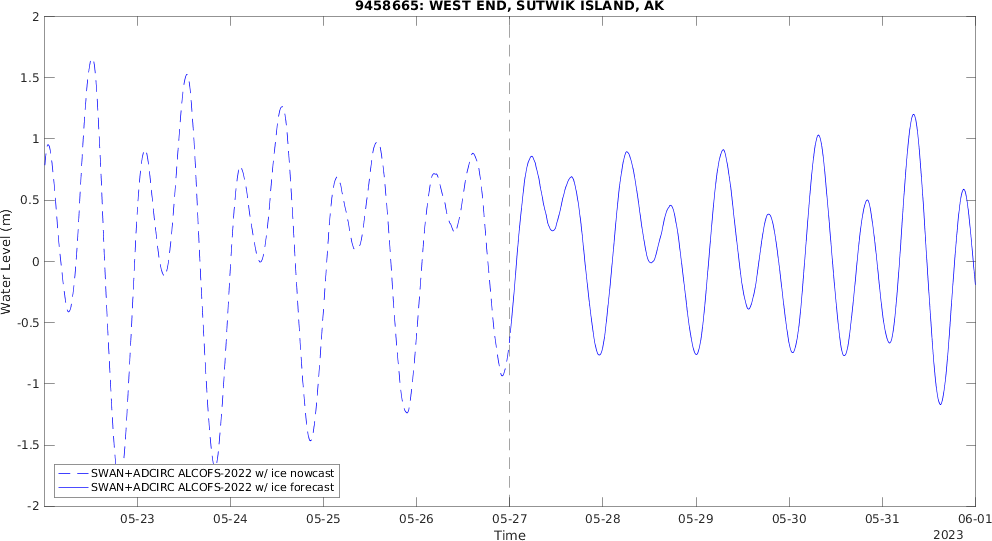 9458665: WEST END, SUTWIK ISLAND, AK
2
1.5
1
0.5
0
-0.5
-1
-1.5
-2
Water Level (m)
SWAN+ADCIRC ALCOFS-2022 w/ ice nowcast
SWAN+ADCIRC ALCOFS-2022 w/ ice forecast
05-23 05-24 05-25 05-26 05-27 05-28 05-29 05-30 05-31 06-01
Time
2023